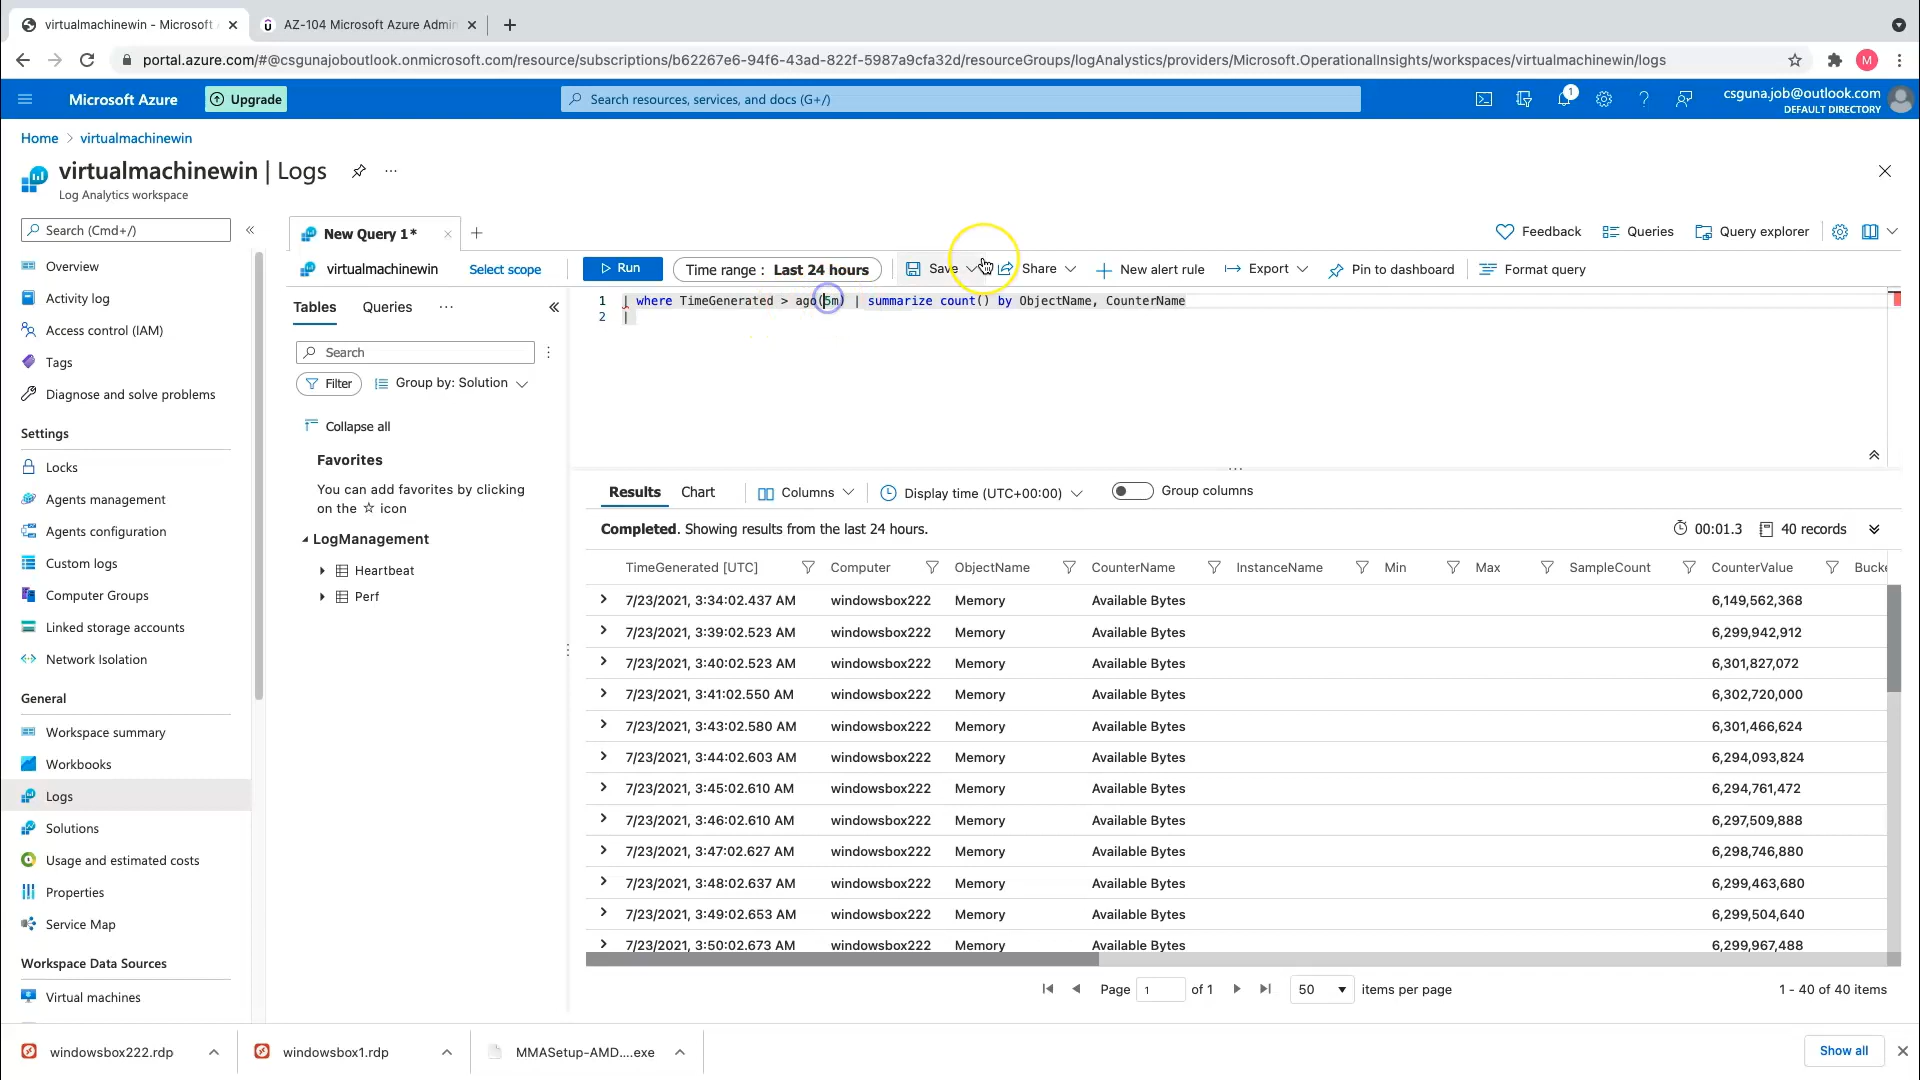 virtualmachinewin - Microsoft
AZ-104 Microsoft Azure Admin
portal.azure.com/#@csgunajoboutlook.onmicrosoft.com/resource/subscriptions/b62267e6-94f6-43ad-822f-5987a9cfa32d/resourceGroups/logAnalytics/providers/Microsoft.OperationalInsights/workspaces/virtualmachinewin/logs
M
Microsoft Azure
Upgrade
Search resources, services, and docs (G+/)
1
csguna.job@outlook.com
DEFAULT DIRECTORY
Home > virtualmachinewin
virtualmachinewin | Logs
Log Analytics workspace
Search (Cmd+/)
Overview
Activity log
Access control (IAM)
Tags
Diagnose and solve problems
Settings
Locks
Agents management
Agents configuration
Custom logs
Computer Groups
Linked storage accounts
Network Isolation
General
Workspace summary
Workbooks
Logs
Solutions
Usage and estimated costs
Properties
Service Map
Workspace Data Sources
Virtual machines
New Query 1*
Feedback
Queries
Query explorer
virtualmachinewin
Select scope
Run
Time range : Last 24 hours
Save
Share
New alert rule
Export
Pin to dashboard
Format query
Tables
Queries
Search
Filter
Group by: Solution
Collapse all
Favorites
You can add favorites by clicking
on the ☆ icon
LogManagement
Heartbeat
Perf
1 | where TimeGenerated > ago(5m) | summarize count() by ObjectName, CounterName
2 |
Results
Chart
Columns
Display time (UTC+00:00)
Group columns
Completed. Showing results from the last 24 hours.
00:01.3
40 records
TimeGenerated [UTC] Computer ObjectName CounterName InstanceName Min Max SampleCount CounterValue Bucke
7/23/2021, 3:34:02.437 AM windowsbox222 Memory Available Bytes 6,149,562,368
7/23/2021, 3:39:02.523 AM windowsbox222 Memory Available Bytes 6,299,942,912
7/23/2021, 3:40:02.523 AM windowsbox222 Memory Available Bytes 6,301,827,072
7/23/2021, 3:41:02.550 AM windowsbox222 Memory Available Bytes 6,302,720,000
7/23/2021, 3:43:02.580 AM windowsbox222 Memory Available Bytes 6,301,466,624
7/23/2021, 3:44:02.603 AM windowsbox222 Memory Available Bytes 6,294,093,824
7/23/2021, 3:45:02.610 AM windowsbox222 Memory Available Bytes 6,294,761,472
7/23/2021, 3:46:02.610 AM windowsbox222 Memory Available Bytes 6,297,509,888
7/23/2021, 3:47:02.627 AM windowsbox222 Memory Available Bytes 6,298,746,880
7/23/2021, 3:48:02.637 AM windowsbox222 Memory Available Bytes 6,299,463,680
7/23/2021, 3:49:02.653 AM windowsbox222 Memory Available Bytes 6,299,504,640
7/23/2021, 3:50:02.673 AM windowsbox222 Memory Available Bytes 6,299,967,488
Page 1 of 1
50 items per page
1 - 40 of 40 items
windowsbox222.rdp
windowsbox1.rdp
MMASetup-AMD....exe
Show all